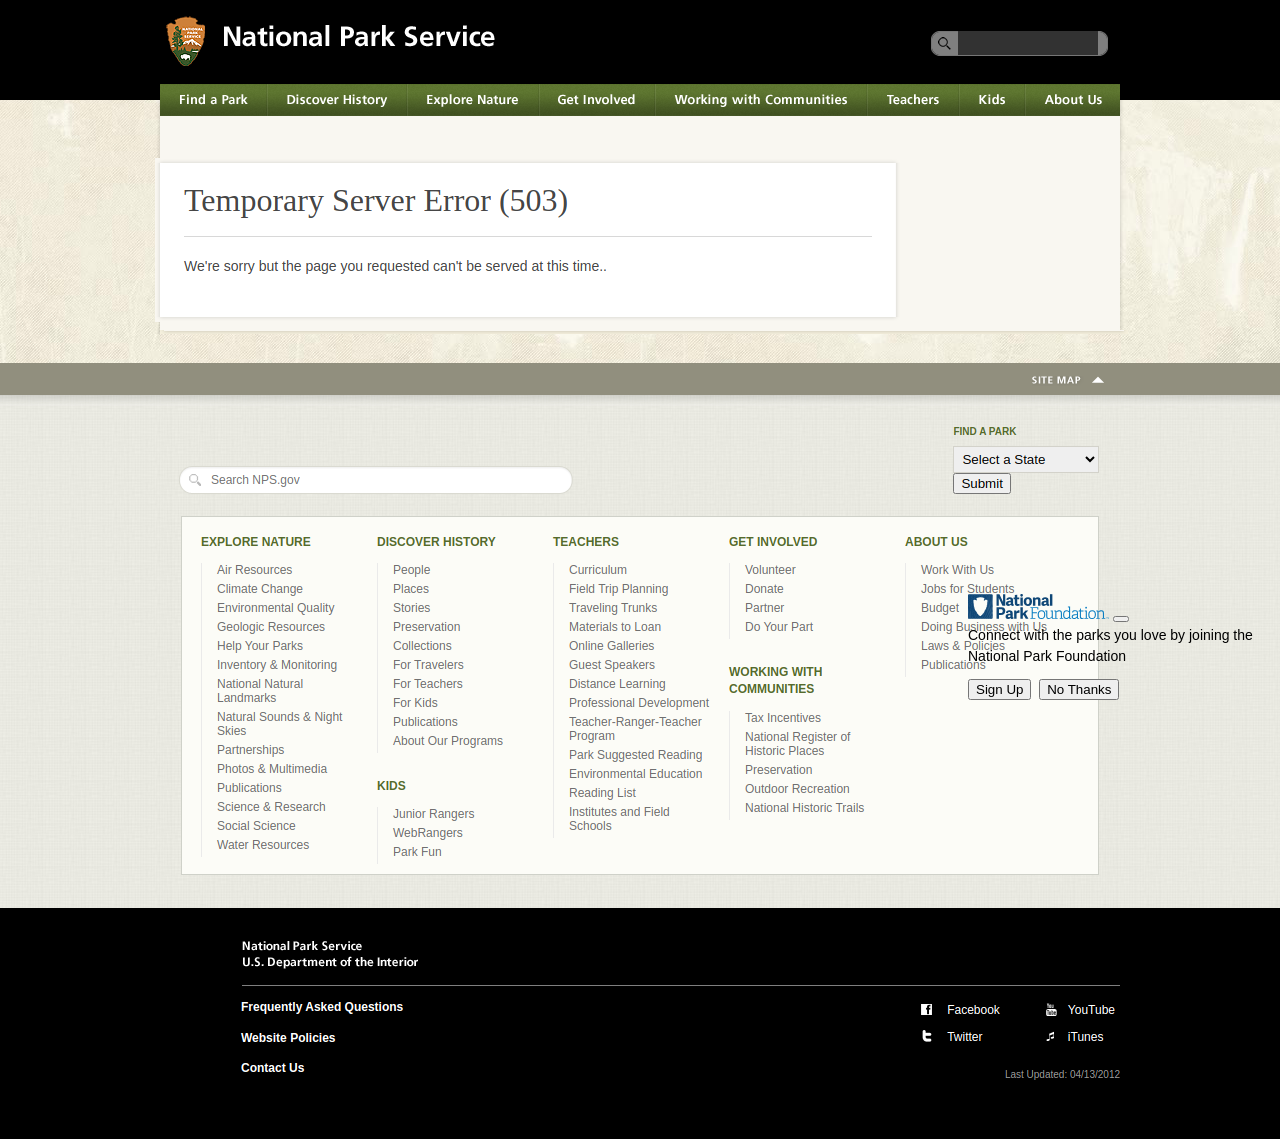 National Park Service
Find a Park
Discover History
Explore Nature
Get Involved
Working with Communities
Teachers
Kids
About Us
Temporary Server Error (503)
We're sorry but the page you requested can't be served at this time..
SITE MAP
FIND A PARK
Select a State
Submit
Search NPS.gov
EXPLORE NATURE
Air Resources
Climate Change
Environmental Quality
Geologic Resources
Help Your Parks
Inventory & Monitoring
National Natural
Landmarks
Natural Sounds & Night
Skies
Partnerships
Photos & Multimedia
Publications
Science & Research
Social Science
Water Resources
DISCOVER HISTORY
People
Places
Stories
Preservation
Collections
For Travelers
For Teachers
For Kids
Publications
About Our Programs
KIDS
Junior Rangers
WebRangers
Park Fun
TEACHERS
Curriculum
Field Trip Planning
Traveling Trunks
Materials to Loan
Online Galleries
Guest Speakers
Distance Learning
Professional Development
Teacher-Ranger-Teacher
Program
Park Suggested Reading
Environmental Education
Reading List
Institutes and Field
Schools
GET INVOLVED
Volunteer
Donate
Partner
Do Your Part
WORKING WITH
COMMUNITIES
Tax Incentives
National Register of
Historic Places
Preservation
Outdoor Recreation
National Historic Trails
ABOUT US
Work With Us
Jobs for Students
Budget
Doing Business with Us
Laws & Policies
Publications
National
Park Foundation
Connect with the parks you love by joining the
National Park Foundation
Sign Up
No Thanks
National Park Service
U.S. Department of the Interior
Frequently Asked Questions
Website Policies
Contact Us
Facebook
YouTube
Twitter
iTunes
Last Updated: 04/13/2012